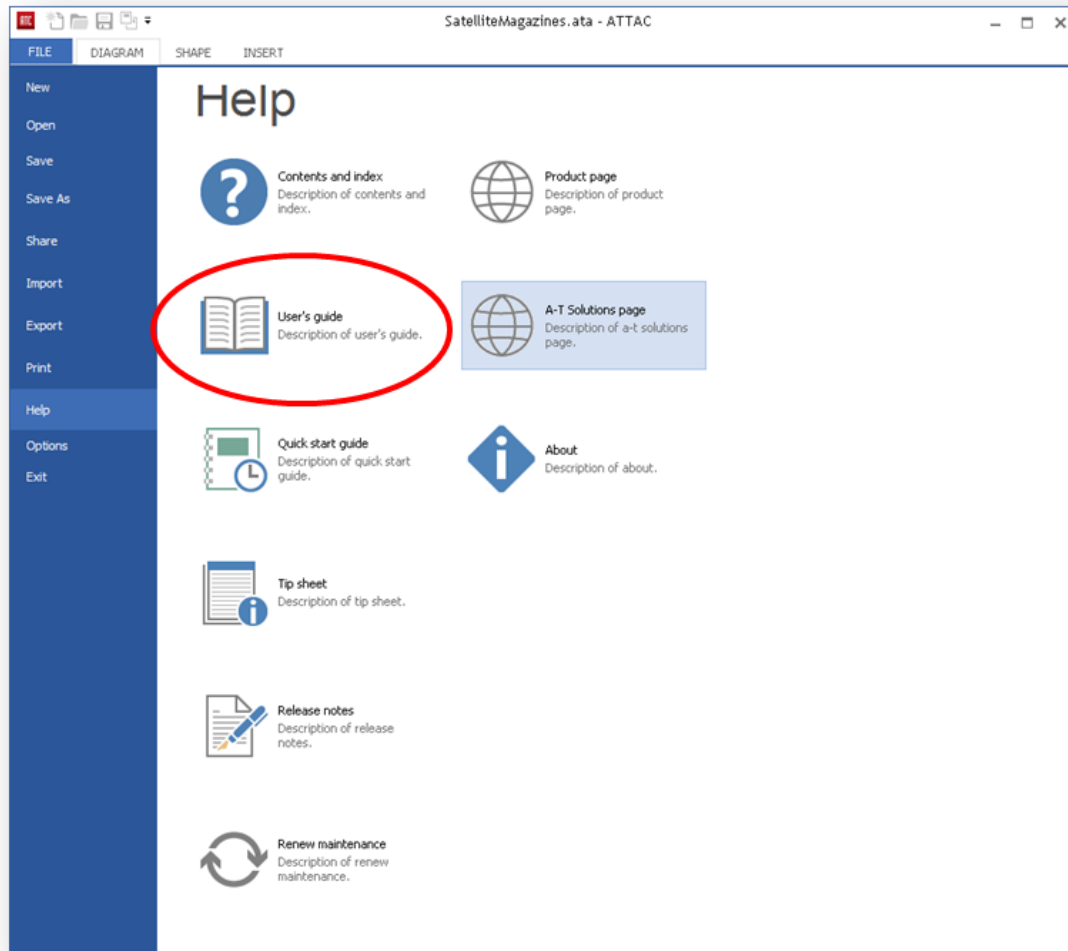 ATC
SatelliteMagazines.ata - ATTAC
FILE DIAGRAM SHAPE INSERT
New
Open
Save
Save As
Share
Import
Export
Print
Help
Options
Exit
Help
Contents and index
Description of contents and
index.
Product page
Description of product
page.
User's guide
Description of user's guide.
A-T Solutions page
Description of a-t solutions
page.
Quick start guide
Description of quick start
guide.
About
Description of about.
Tip sheet
Description of tip sheet.
Release notes
Description of release
notes.
Renew maintenance
Description of renew
maintenance.